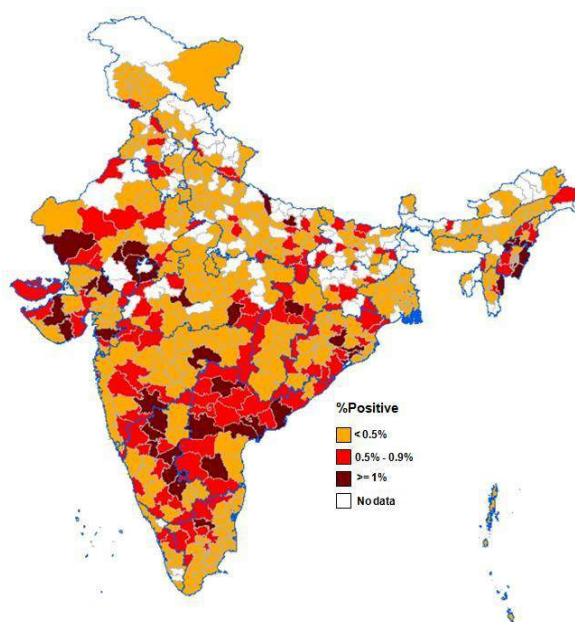 %Positive
<0.5%
0.5% - 0.9%
>= 1%
No data